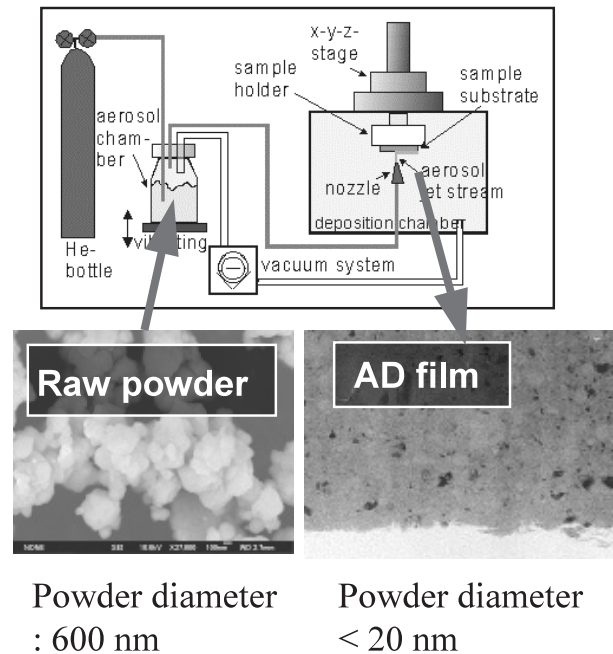 x-y-z-
stage
sample
holder
sample
substrate
aerosol
cham-
ber
nozzle
aerosol
jet stream
deposition chamber
He-
bottle
vibrating
vacuum system
Raw powder
AD film
Powder diameter
: 600 nm
Powder diameter
< 20 nm